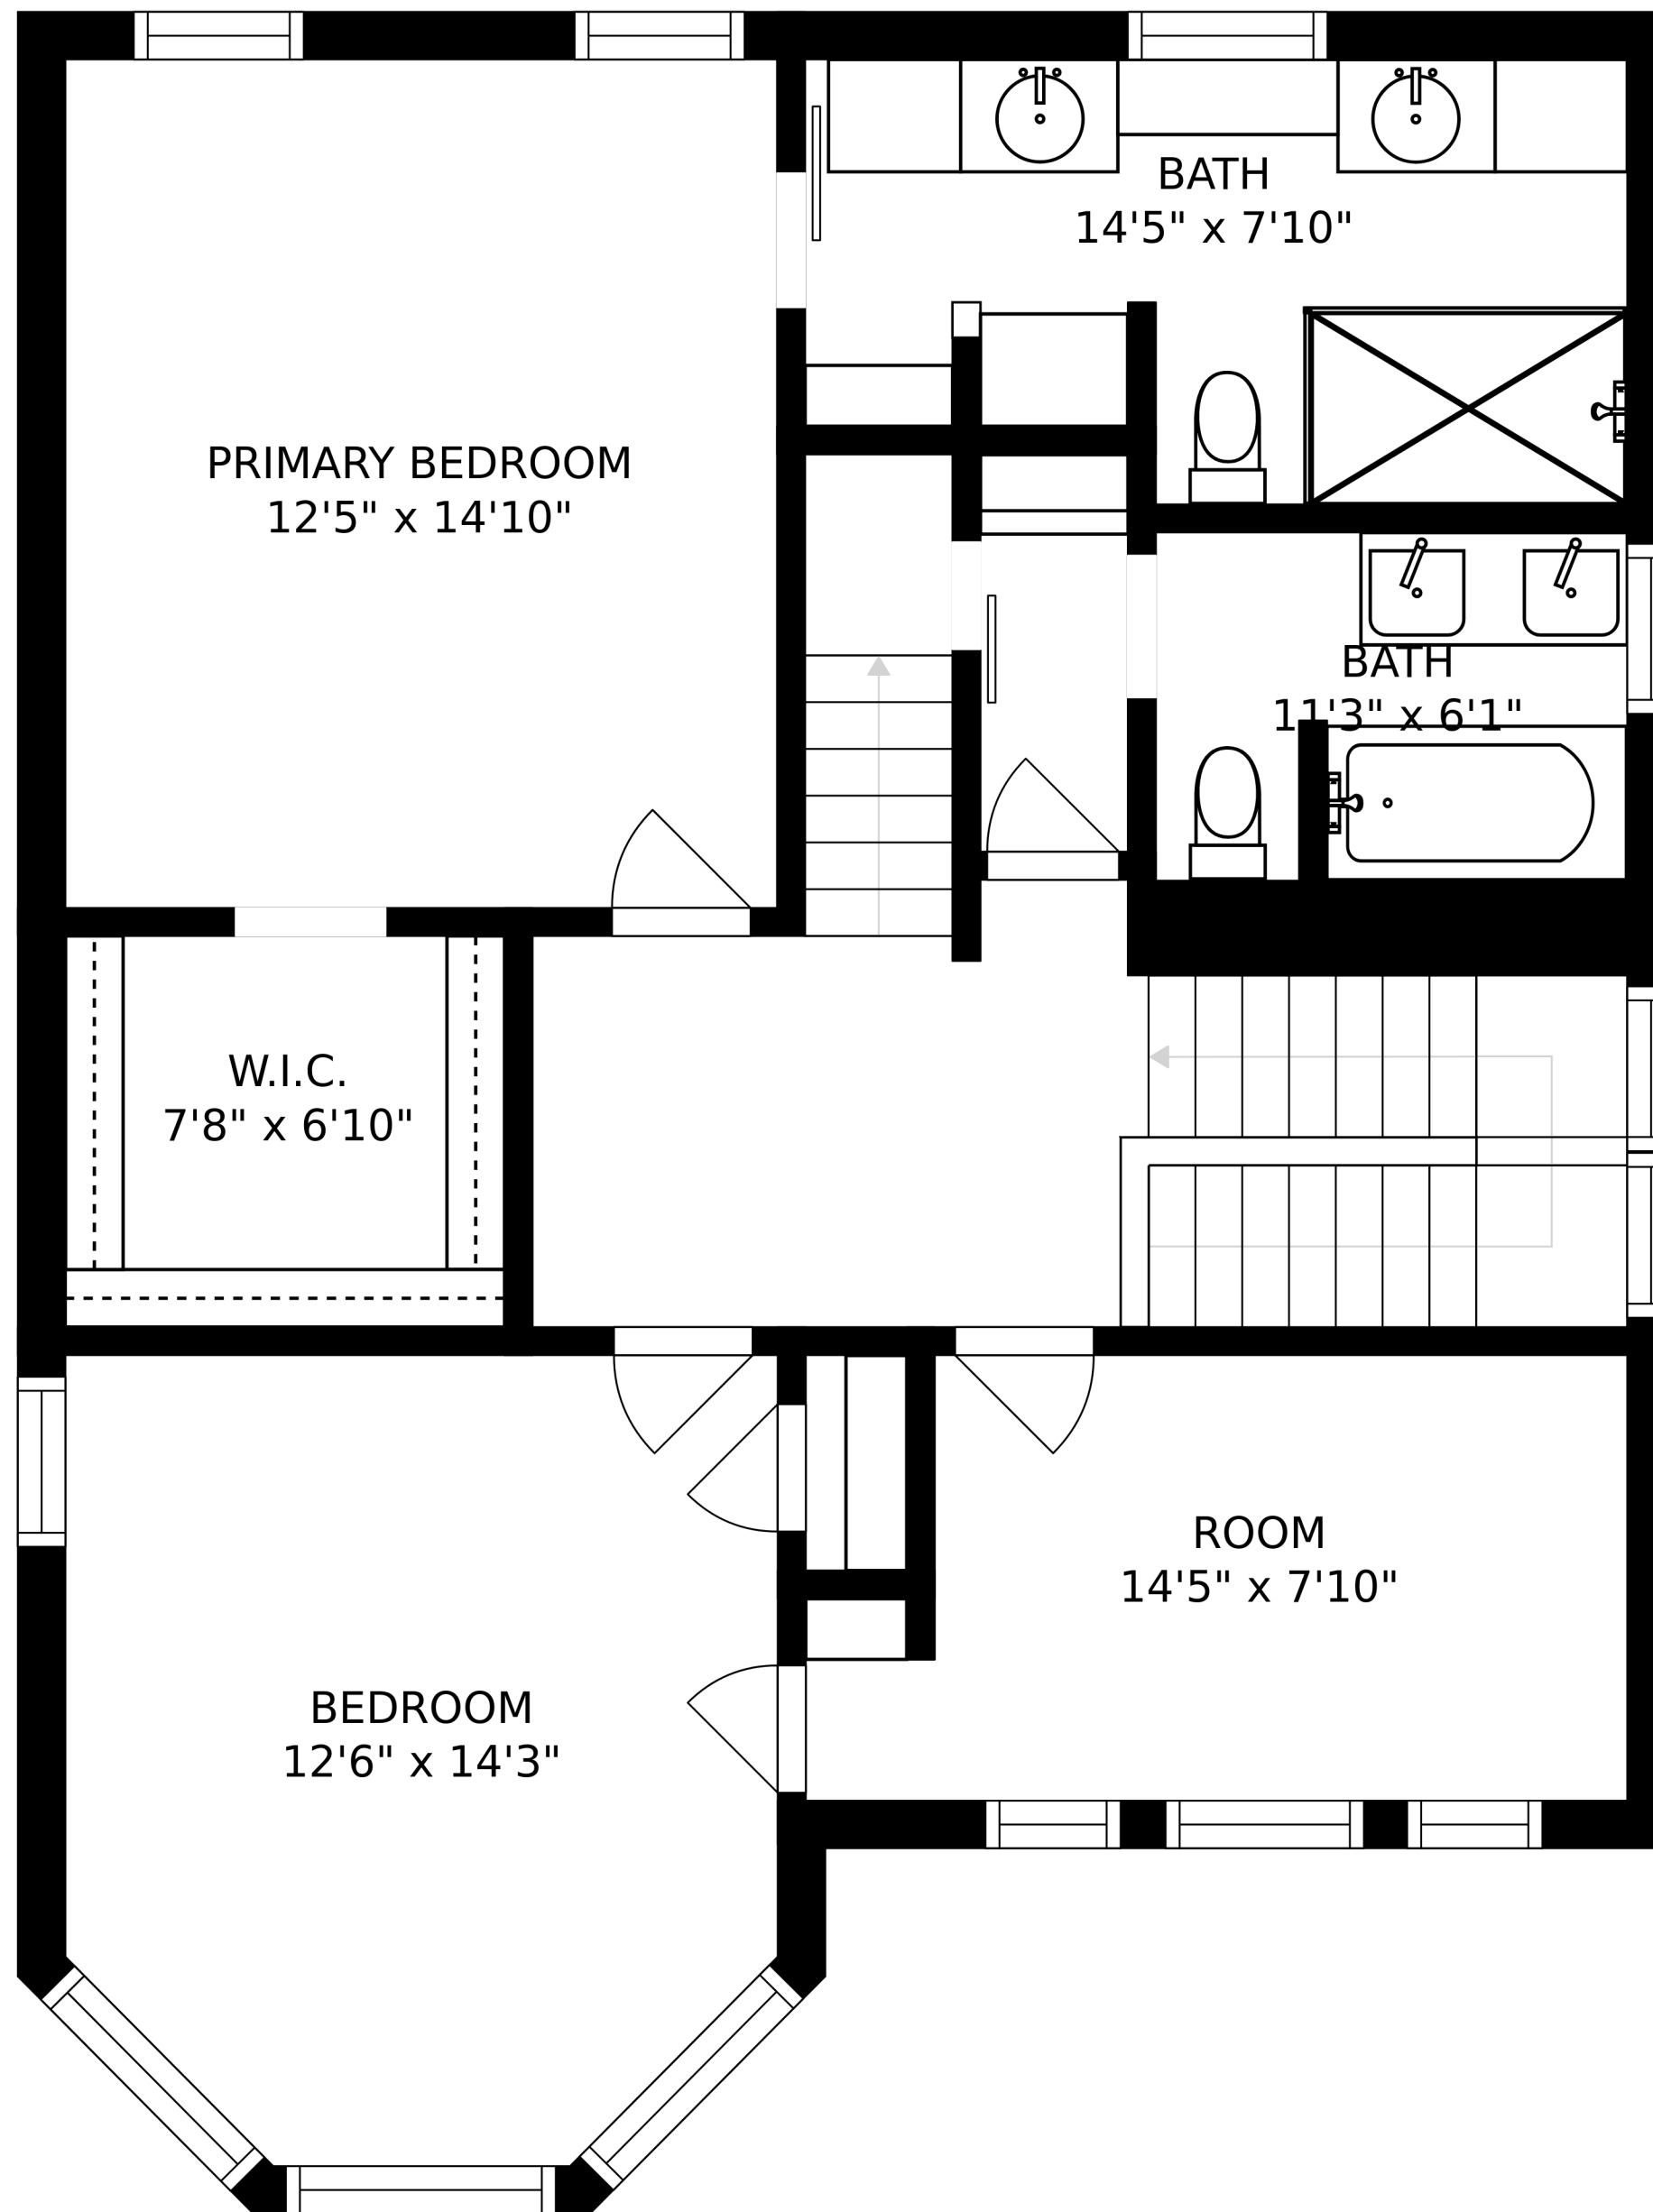 BATH
14'5" x 7'10"
PRIMARY BEDROOM
12'5" x 14'10"
BATH
11'3" x 6'1"
W.I.C.
7'8" x 6'10"
ROOM
14'5" x 7'10"
BEDROOM
12'6" x 14'3"